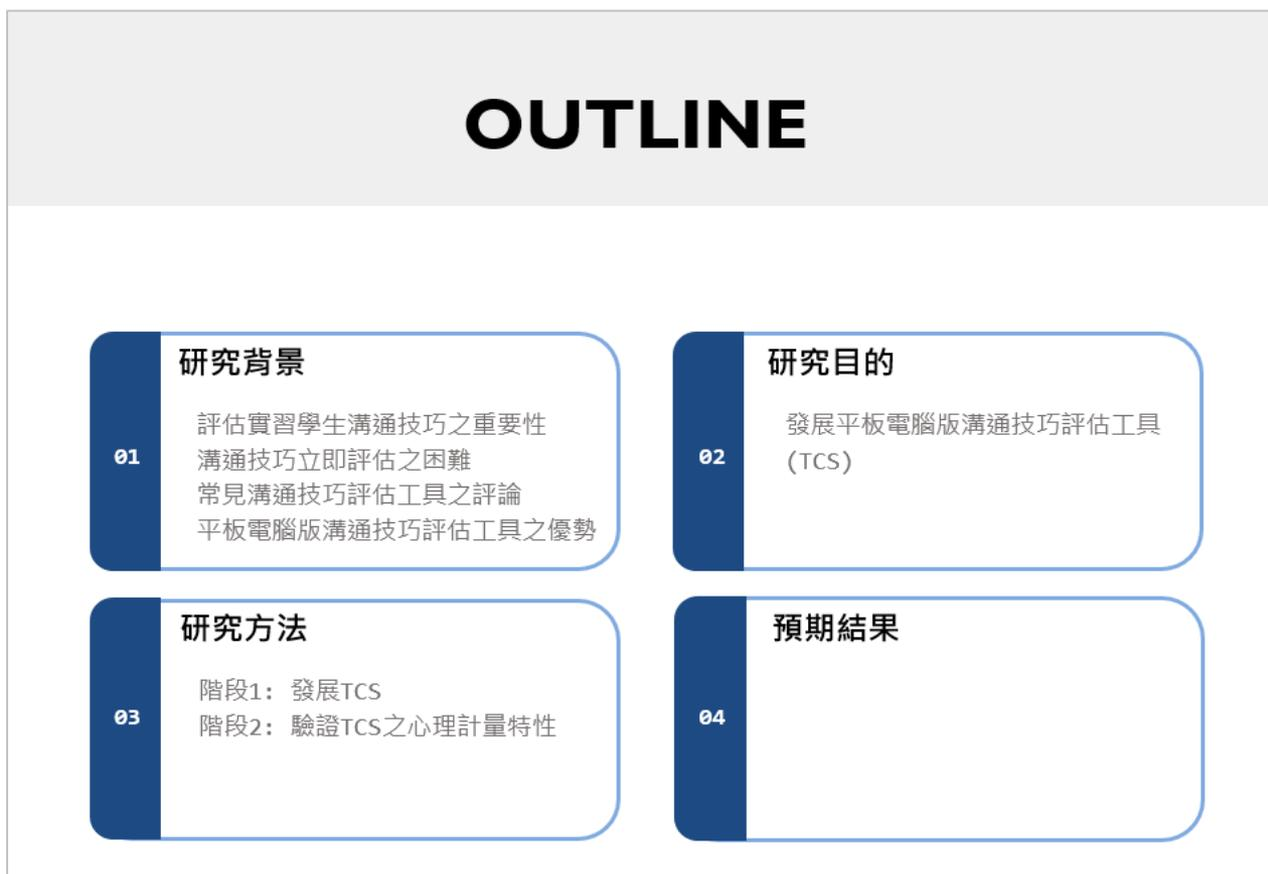 OUTLINE
01
研究背景
評估實習學生溝通技巧之重要性
溝通技巧立即評估之困難
常見溝通技巧評估工具之評論
平板電腦版溝通技巧評估工具之優勢
02
研究目的
發展平板電腦版溝通技巧評估工具
(TCS)
03
研究方法
階段1: 發展TCS
階段2: 驗證TCS之心理計量特性
04
預期結果